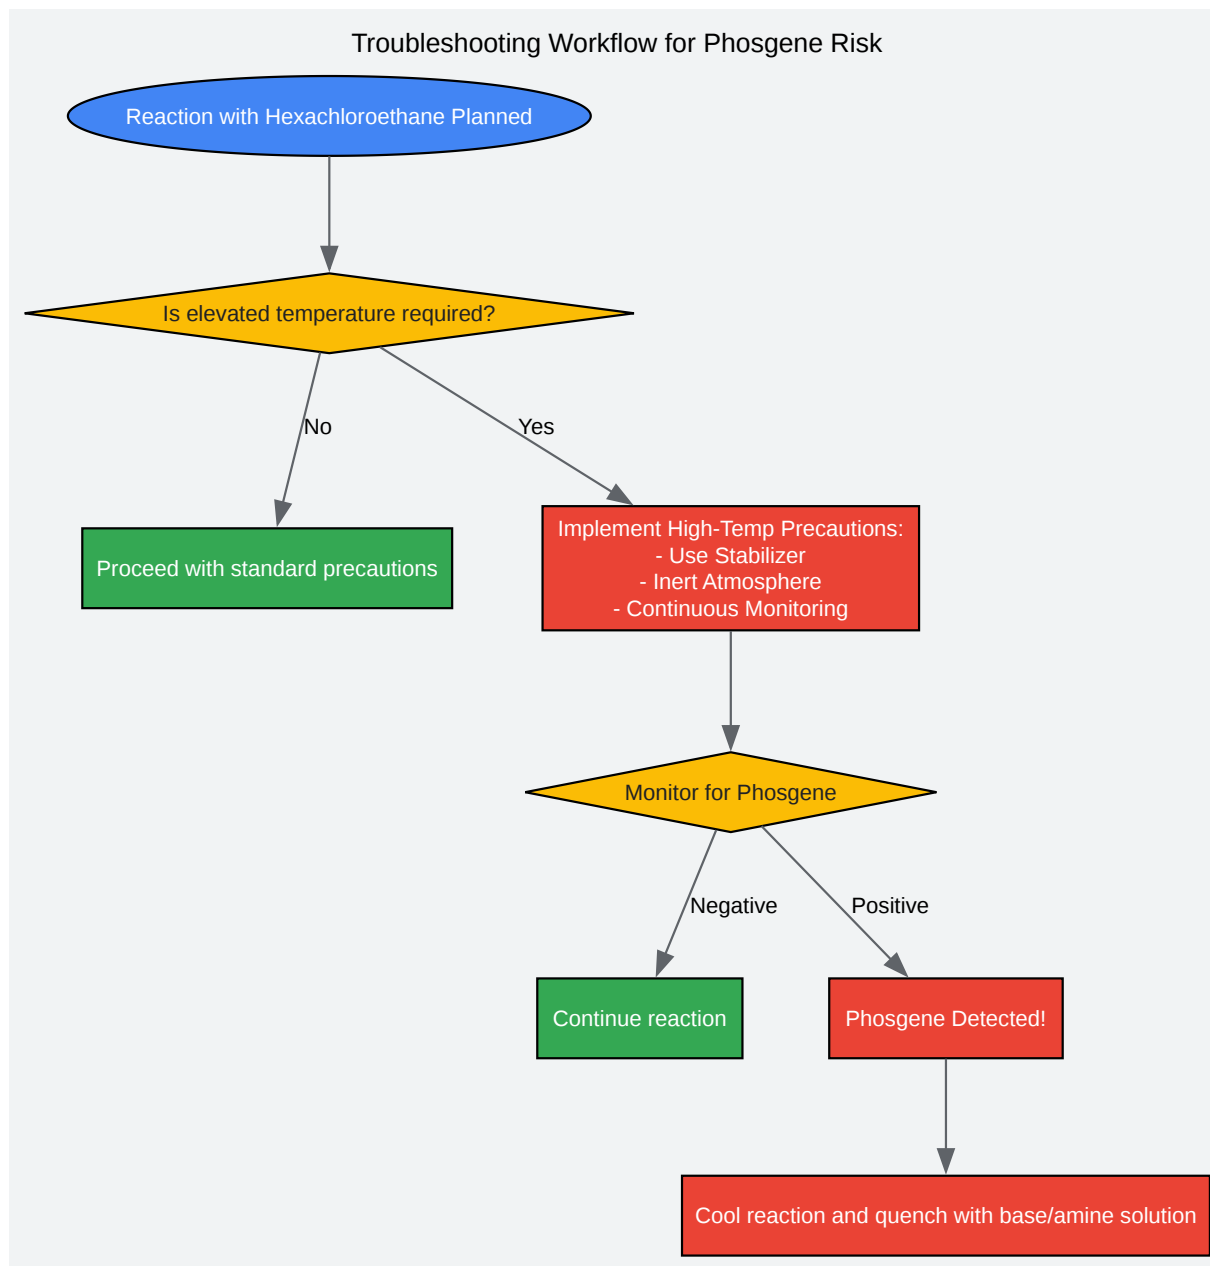 Troubleshooting Workflow for Phosgene Risk
Reaction with Hexachloroethane Planned
Is elevated temperature required?
No
Yes
Proceed with standard precautions
Implement High-Temp Precautions:
- Use Stabilizer
- Inert Atmosphere
- Continuous Monitoring
Monitor for Phosgene
Negative
Positive
Continue reaction
Phosgene Detected!
Cool reaction and quench with base/amine solution